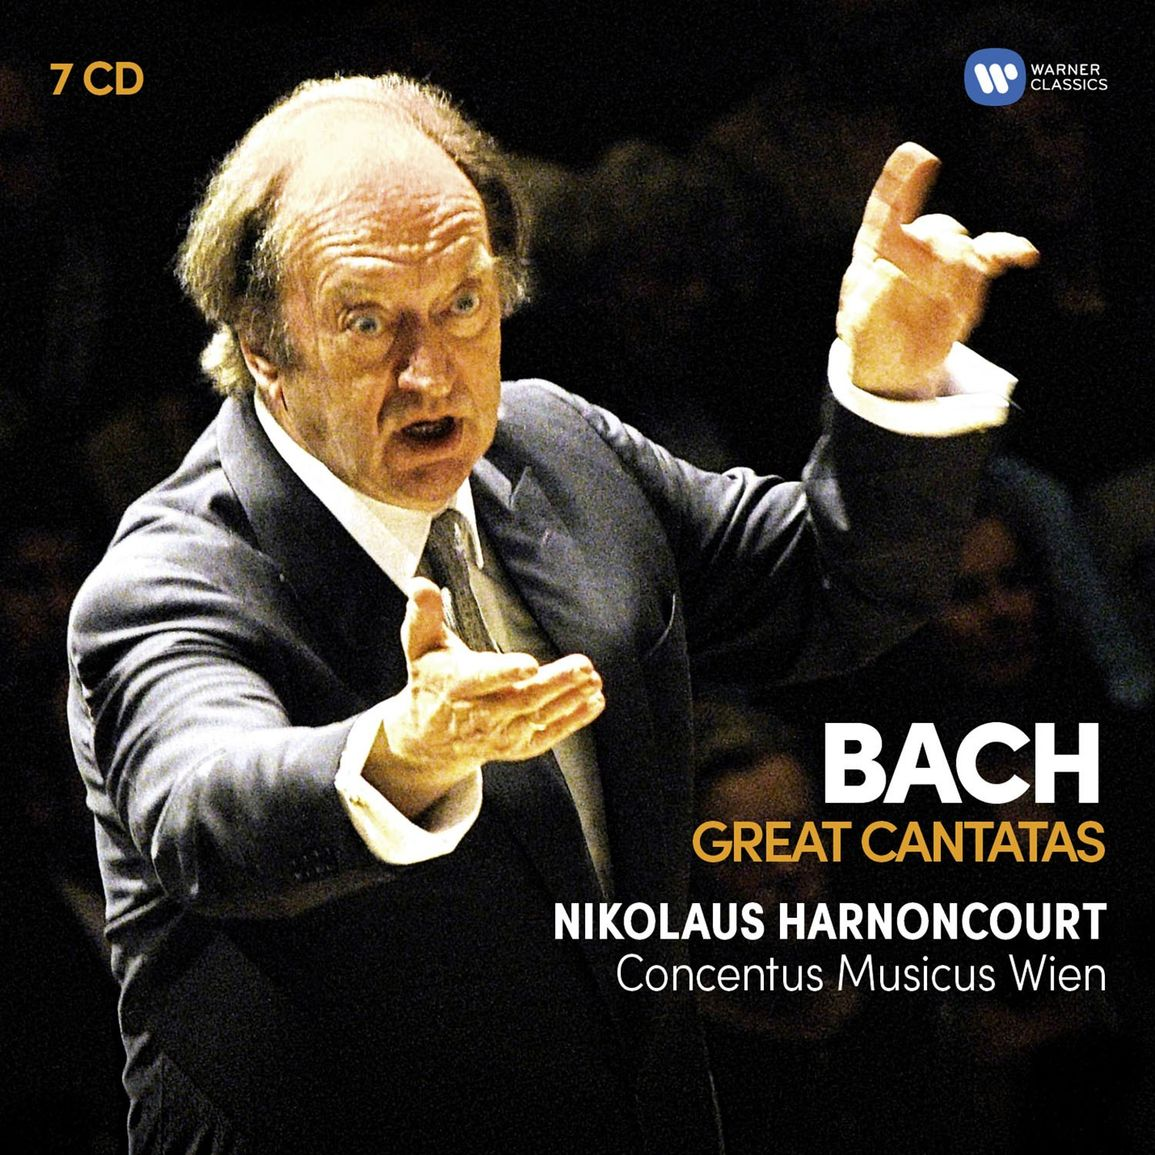 7 CD
WARNER
CLASSICS
BACH
GREAT CANTATAS
NIKOLAUS HARNONCOURT
Concentus Musicus Wien